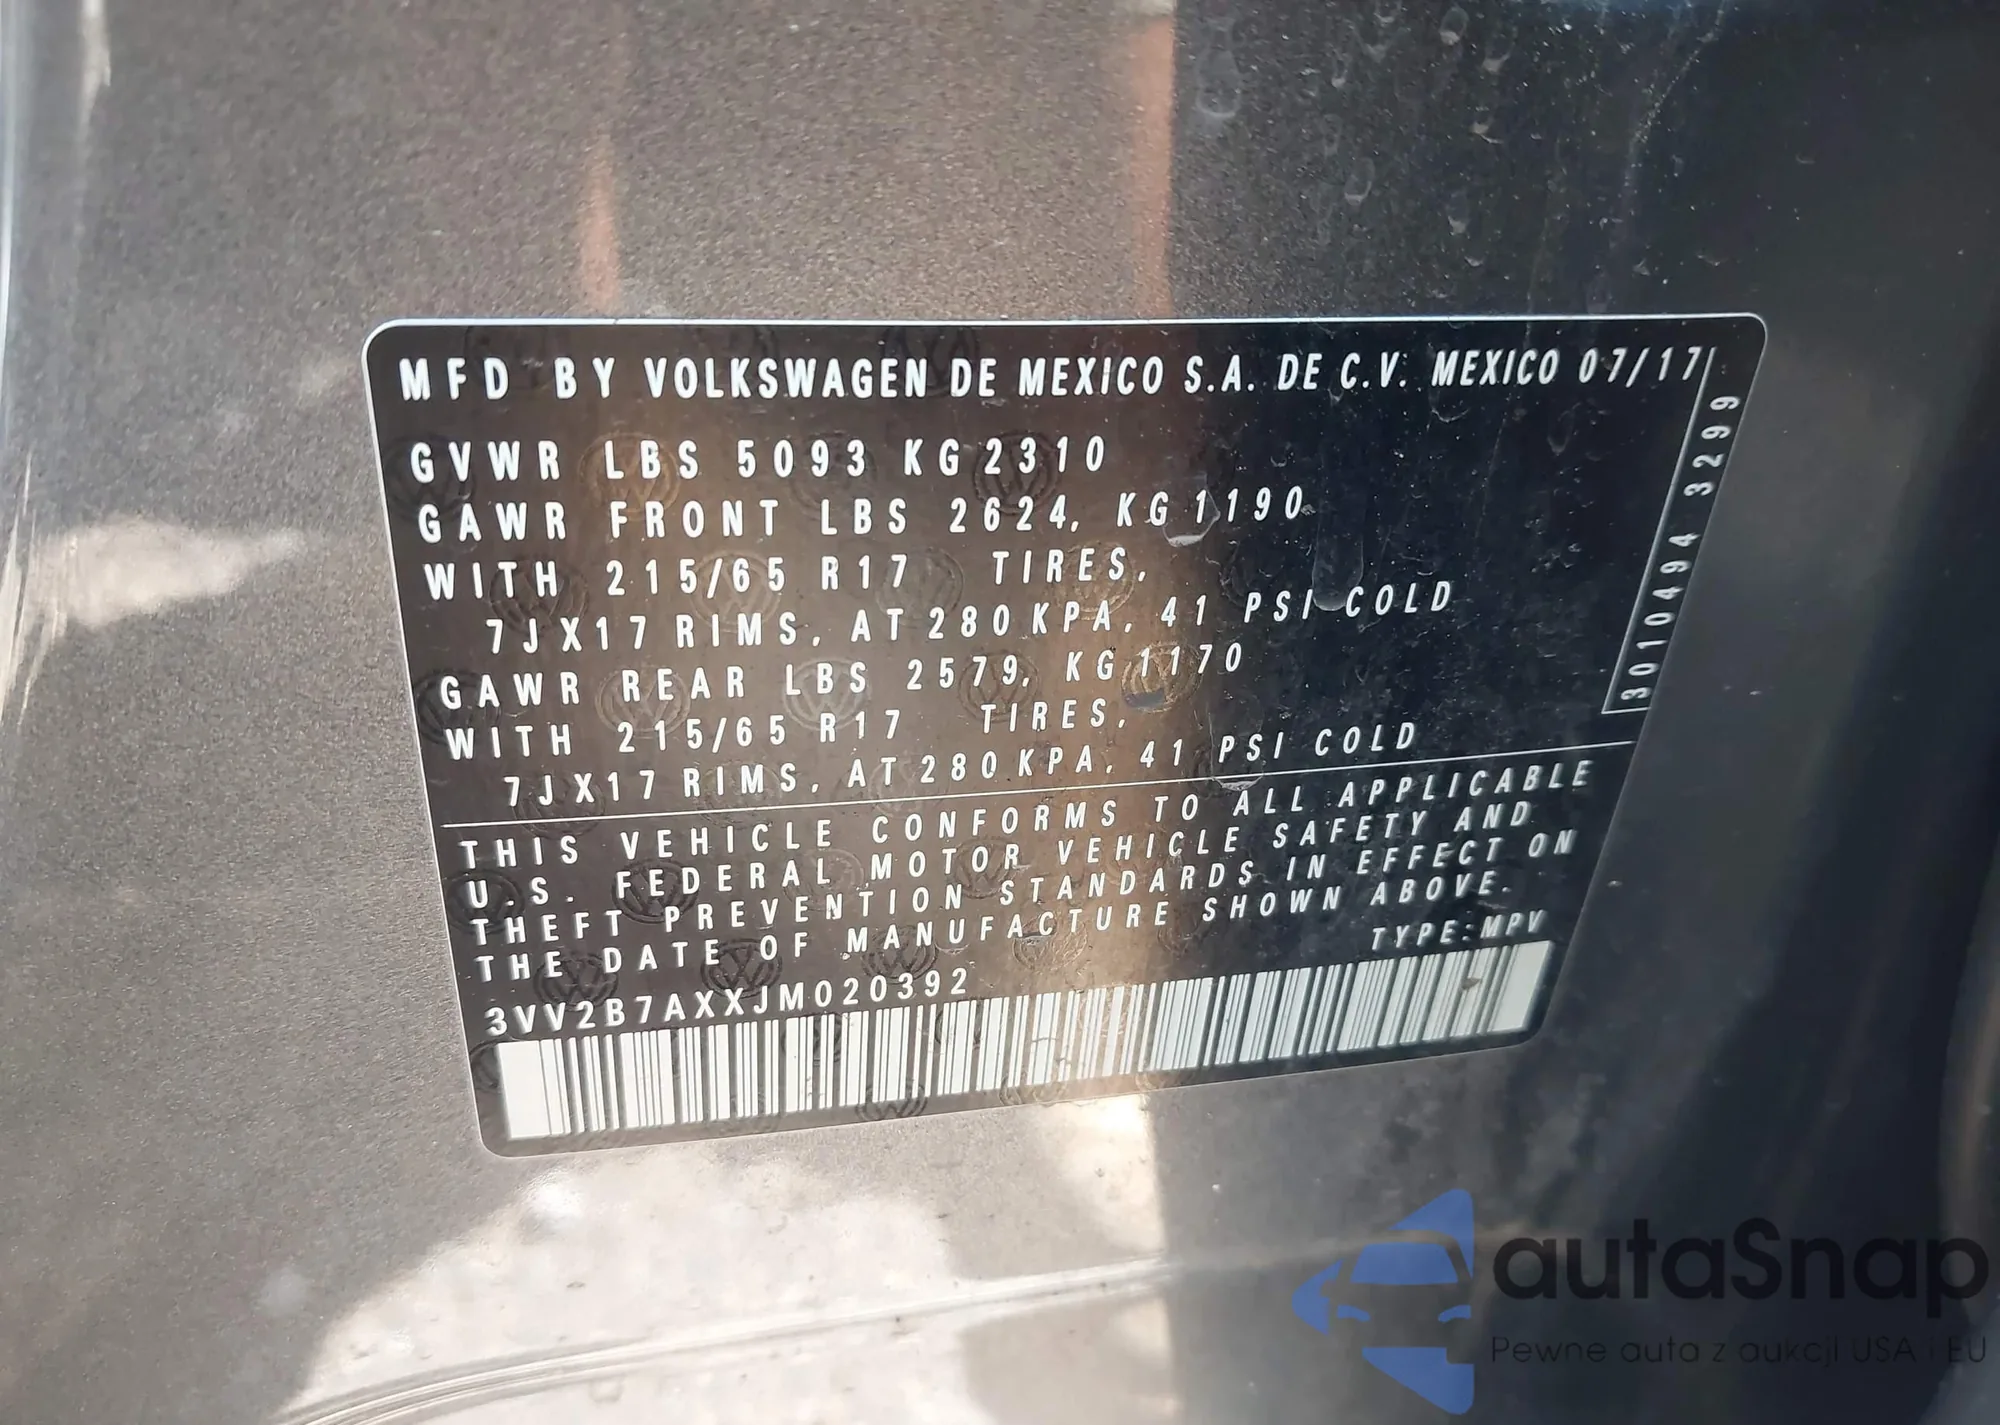 MFD BY VOLKSWAGEN DE MEXICO S.A. DE C.V. MEXICO 07/17
GVWR LBS 5093 KG 2310
GAWR FRONT LBS 2624, KG 1190
WITH 215/65 R17 TIRES,
7JX17 RIMS, AT 280 KPA, 41 PSI COLD
GAWR REAR LBS 2579, KG 1170
WITH 215/65 R17 TIRES,
7JX17 RIMS, AT 280 KPA, 41 PSI COLD
3010494 3299
THIS VEHICLE CONFORMS TO ALL APPLICABLE
U.S. FEDERAL MOTOR VEHICLE SAFETY AND
THEFT PREVENTION STANDARDS IN EFFECT ON
THE DATE OF MANUFACTURE SHOWN ABOVE.
TYPE: MPV
3VV2B7AXXJM020392
autaSnap
Pewne auta z aukcji USA i EU